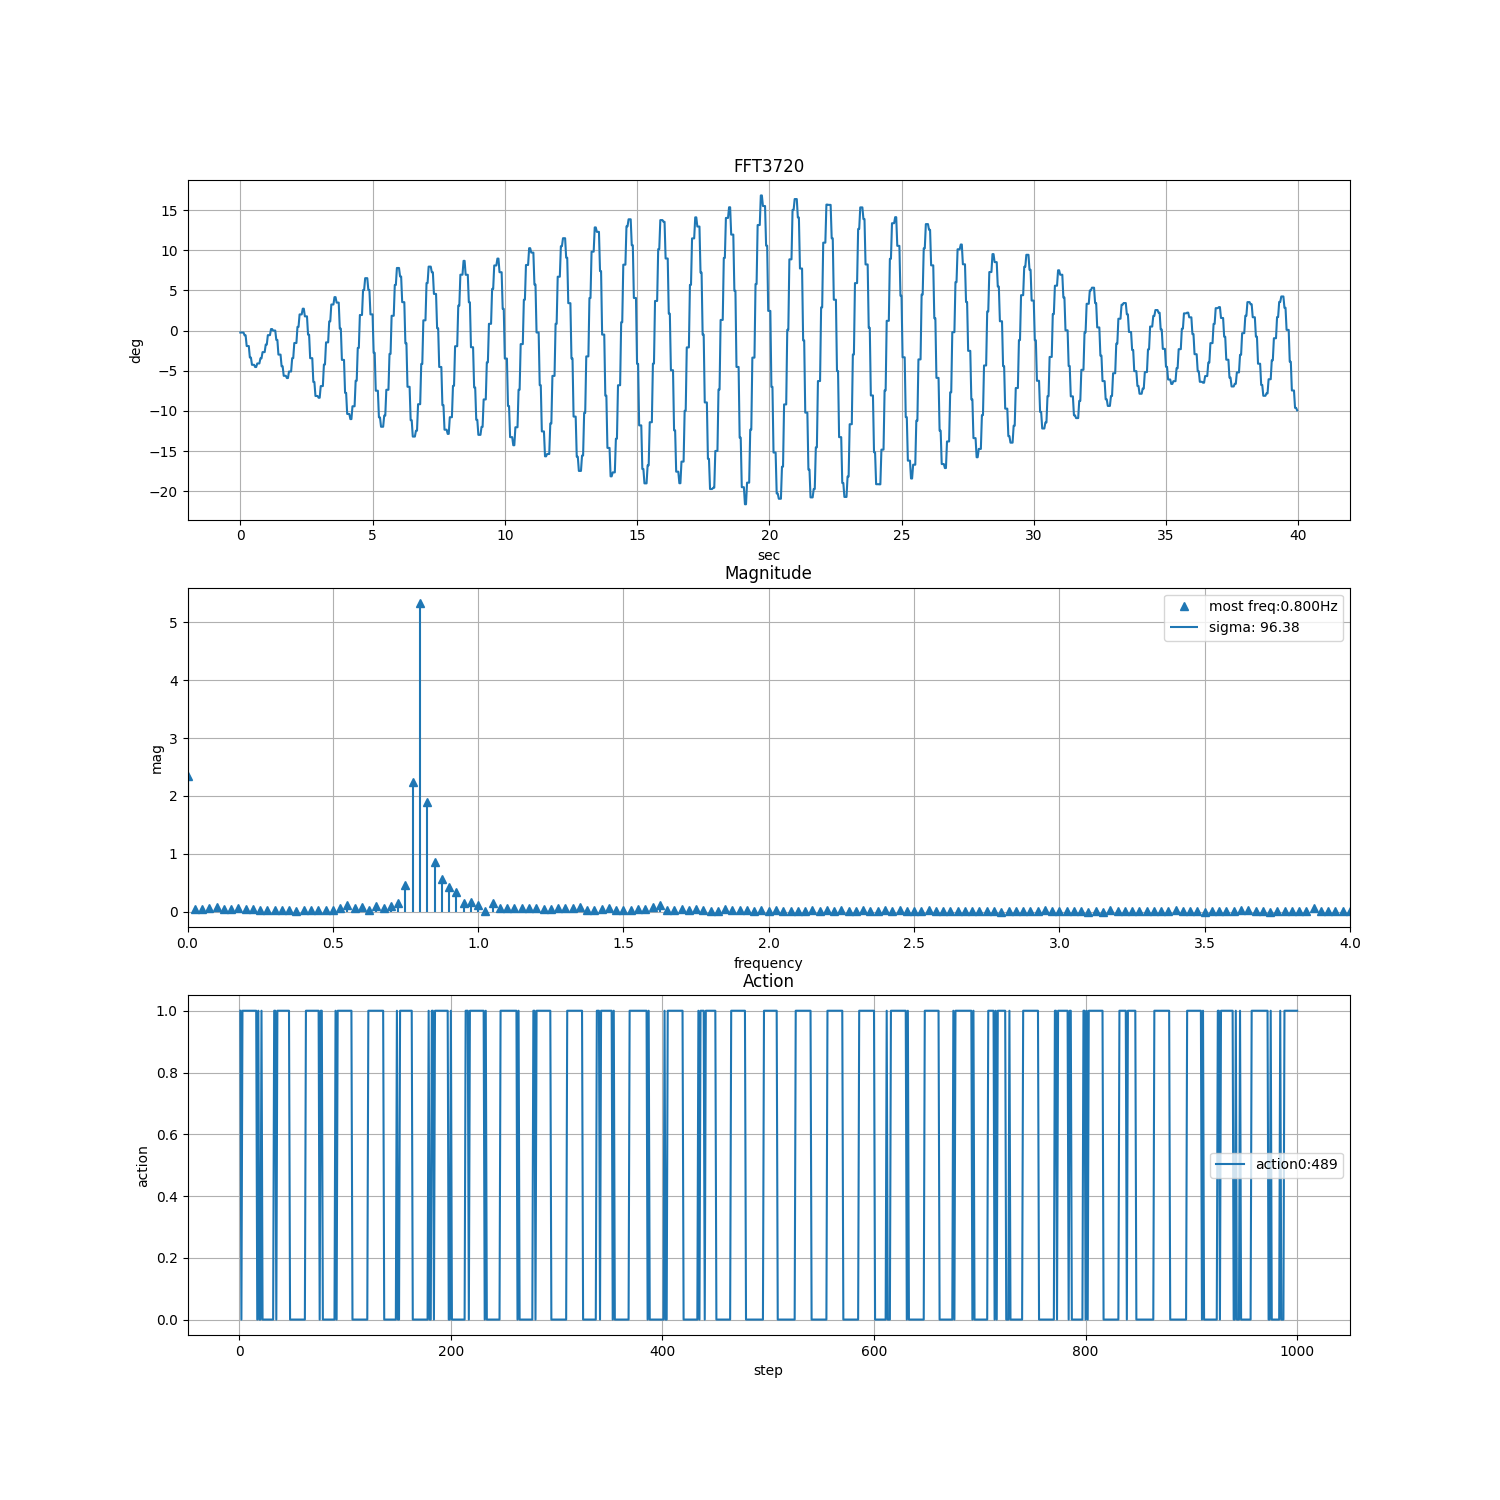 FFT3720
deg
15
10
5
0
−5
−10
−15
−20
0 5 10 15 20 25 30 35 40
sec
Magnitude
mag
5
4
3
2
1
0
most freq:0.800Hz
sigma: 96.38
0.0 0.5 1.0 1.5 2.0 2.5 3.0 3.5 4.0
frequency
Action
action
1.0
0.8
0.6
0.4
0.2
0.0
action0:489
0 200 400 600 800 1000
step